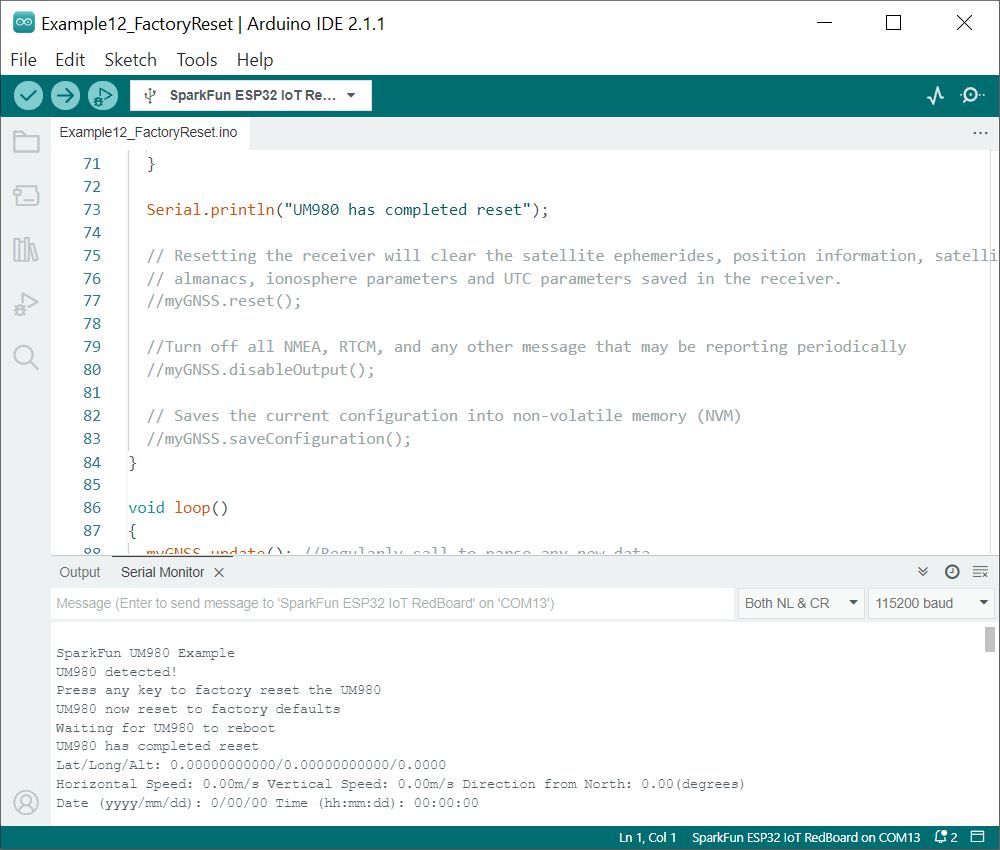 Example12_FactoryReset | Arduino IDE 2.1.1
File Edit Sketch Tools Help
SparkFun ESP32 IoT Re...
Example12_FactoryReset.ino
71 }
72
73 Serial.println("UM980 has completed reset");
74
75 // Resetting the receiver will clear the satellite ephemerides, position information, satelli
76 // almanacs, ionosphere parameters and UTC parameters saved in the receiver.
77 //myGNSS.reset();
78
79 //Turn off all NMEA, RTCM, and any other message that may be reporting periodically
80 //myGNSS.disableOutput();
81
82 // Saves the current configuration into non-volatile memory (NVM)
83 //myGNSS.saveConfiguration();
84 }
85
86 void loop()
87 {
88 myGNSS.update(); //Regularly call to parse any new data
Output Serial Monitor
Message (Enter to send message to 'SparkFun ESP32 IoT RedBoard' on 'COM13') Both NL & CR 115200 baud
SparkFun UM980 Example
UM980 detected!
Press any key to factory reset the UM980
UM980 now reset to factory defaults
Waiting for UM980 to reboot
UM980 has completed reset
Lat/Long/Alt: 0.00000000000/0.00000000000/0.0000
Horizontal Speed: 0.00m/s Vertical Speed: 0.00m/s Direction from North: 0.00(degrees)
Date (yyyy/mm/dd): 0/00/00 Time (hh:mm:dd): 00:00:00
Ln 1, Col 1 SparkFun ESP32 IoT RedBoard on COM13 2